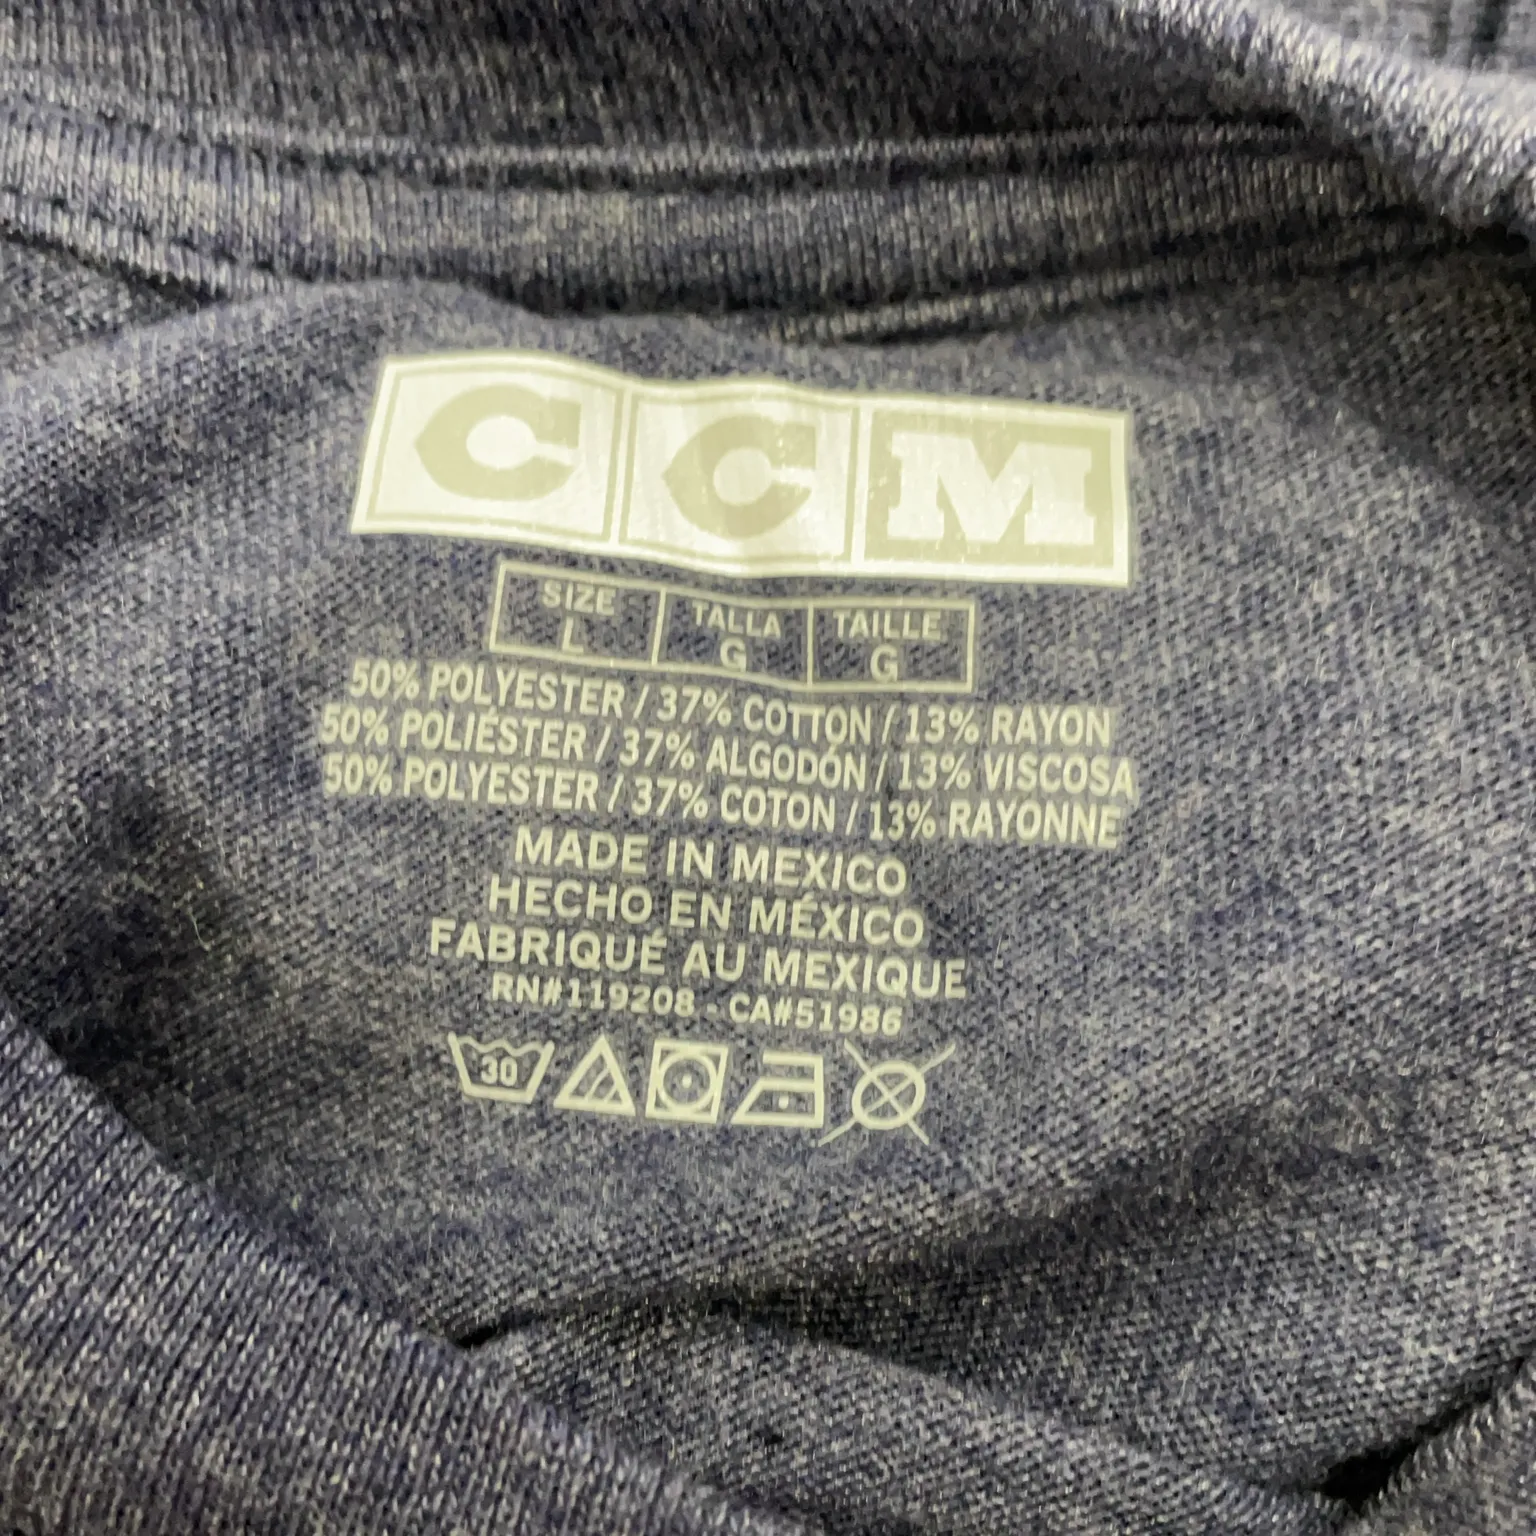 CCM
SIZE TALLA TAILLE
L G G
50% POLYESTER / 37% COTTON / 13% RAYON
50% POLIÉSTER / 37% ALGODÓN / 13% VISCOSA
50% POLYESTER / 37% COTON / 13% RAYONNE
MADE IN MEXICO
HECHO EN MÉXICO
FABRIQUÉ AU MEXIQUE
RN#119208 - CA#51986
30